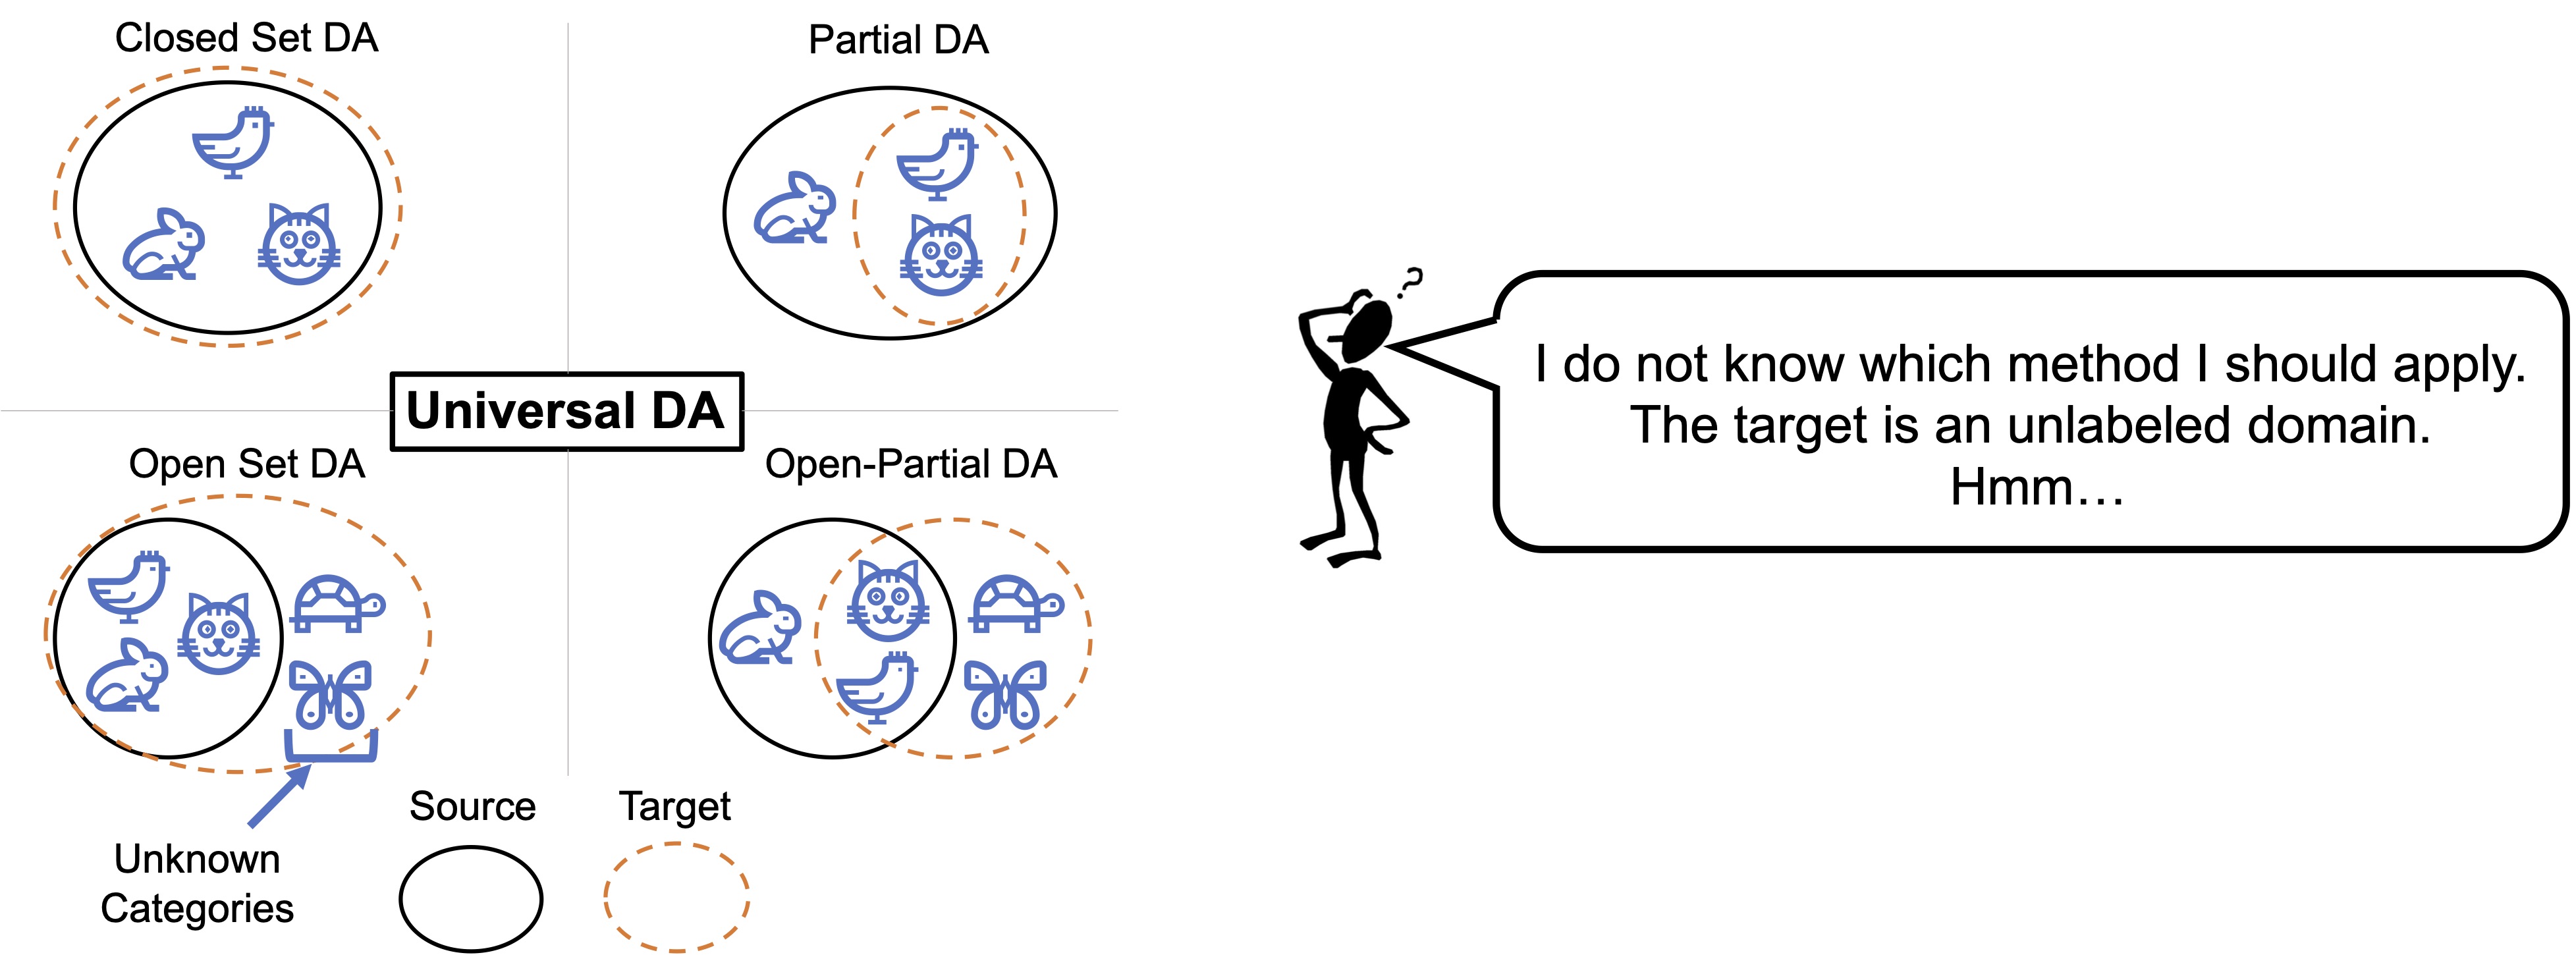 Closed Set DA
Partial DA
Universal DA
Open Set DA
Open-Partial DA
Source
Target
Unknown
Categories
?
I do not know which method I should apply.
The target is an unlabeled domain.
Hmm…